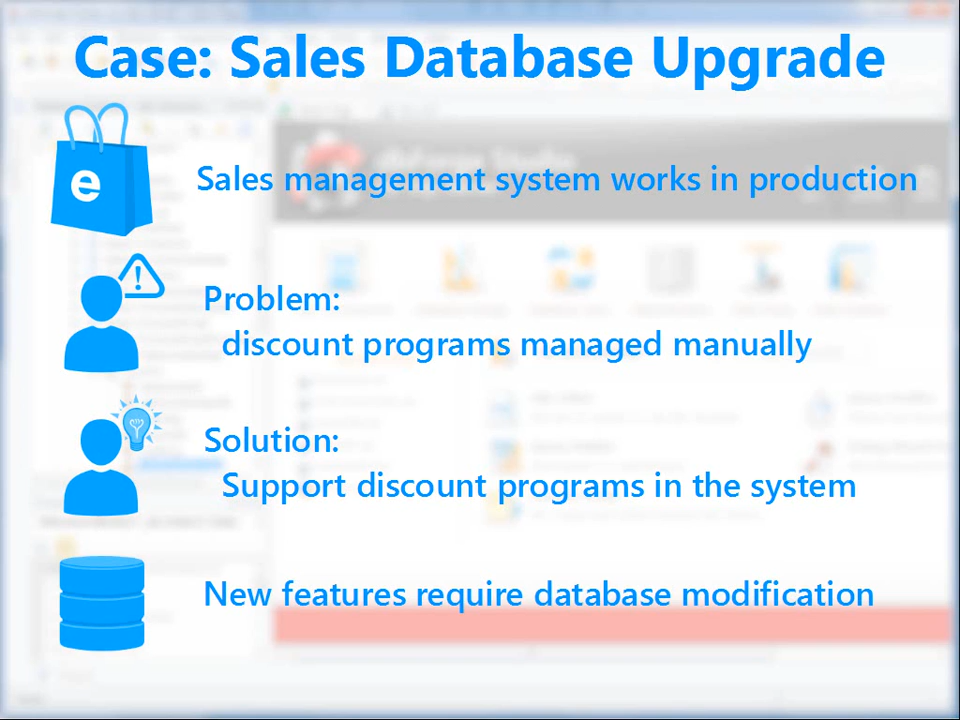 Case: Sales Database Upgrade
e
Sales management system works in production
Problem:
discount programs managed manually
Solution:
Support discount programs in the system
New features require database modification